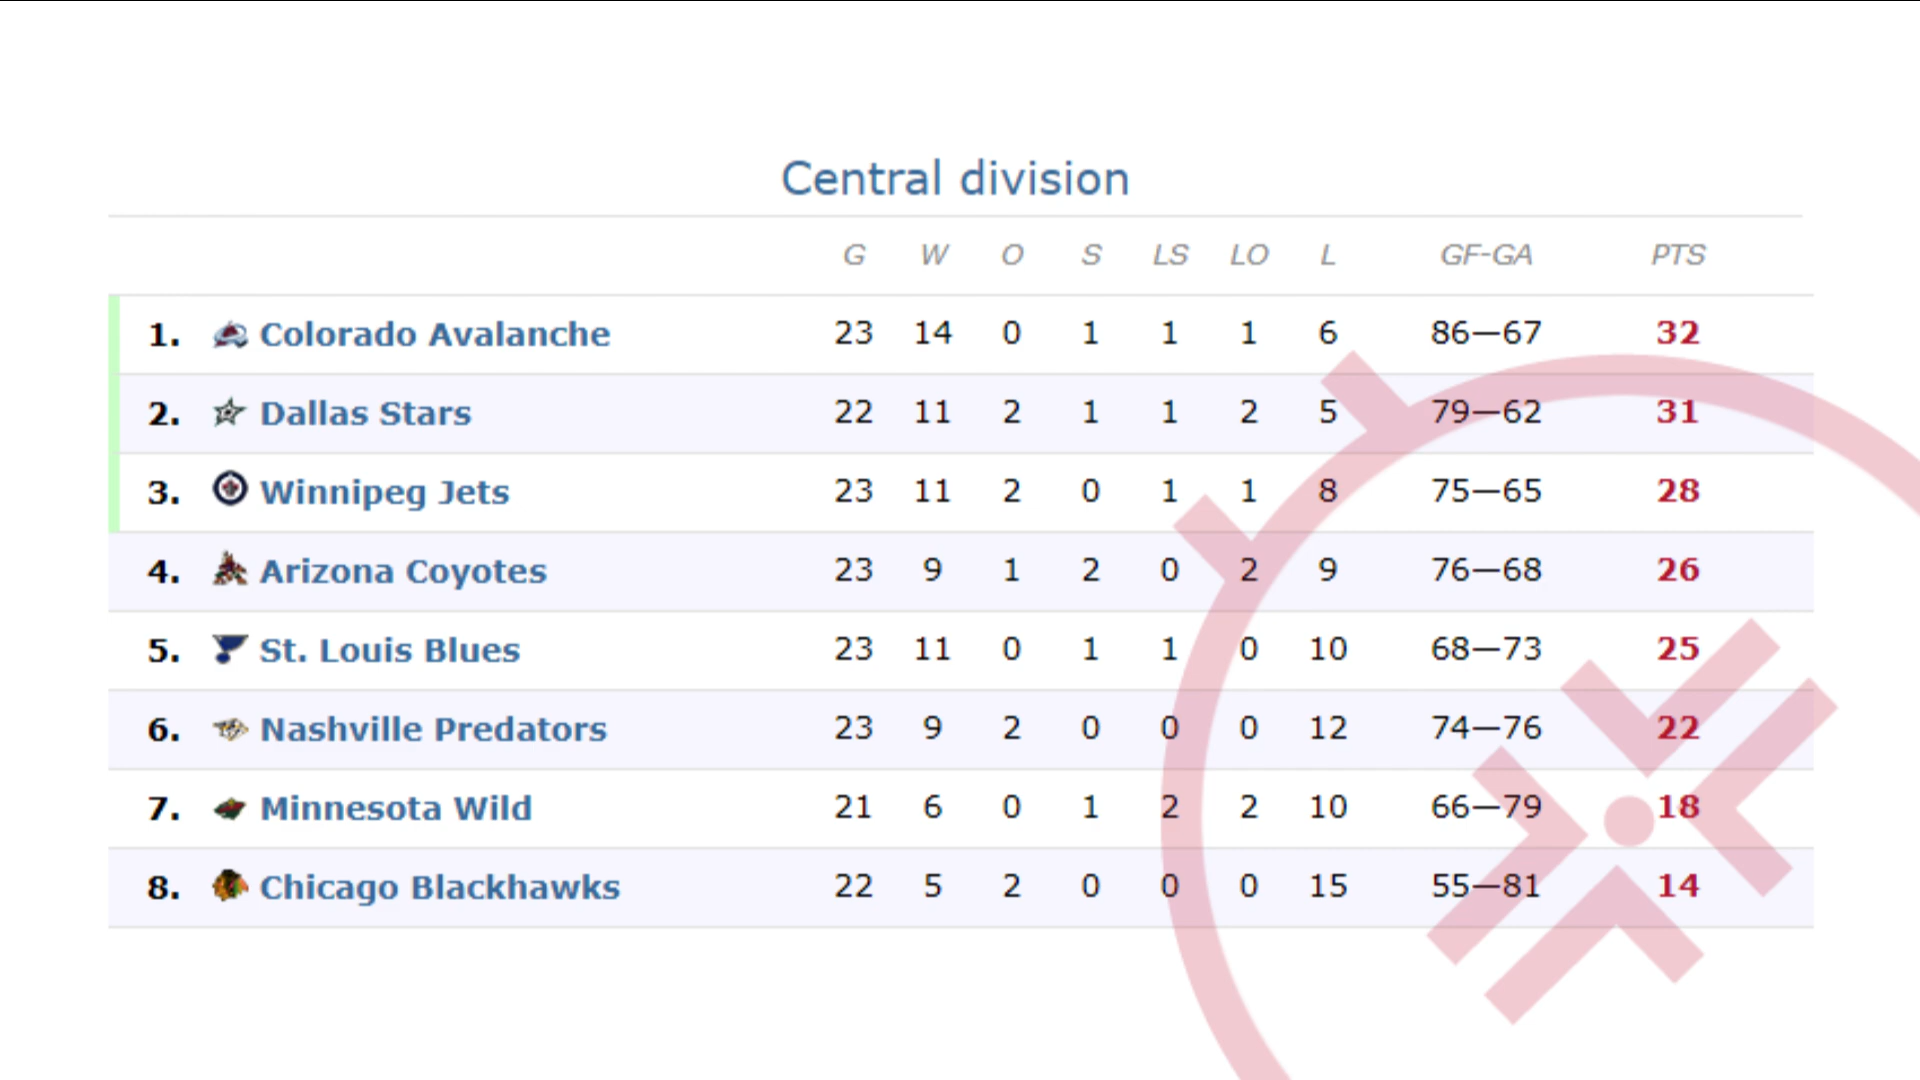 Central division
G W O S LS LO L GF-GA PTS
1. Colorado Avalanche 23 14 0 1 1 1 6 86—67 32
2. Dallas Stars 22 11 2 1 1 2 5 79—62 31
3. Winnipeg Jets 23 11 2 0 1 1 8 75—65 28
4. Arizona Coyotes 23 9 1 2 0 2 9 76—68 26
5. St. Louis Blues 23 11 0 1 1 0 10 68—73 25
6. Nashville Predators 23 9 2 0 0 0 12 74—76 22
7. Minnesota Wild 21 6 0 1 2 2 10 66—79 18
8. Chicago Blackhawks 22 5 2 0 0 0 15 55—81 14